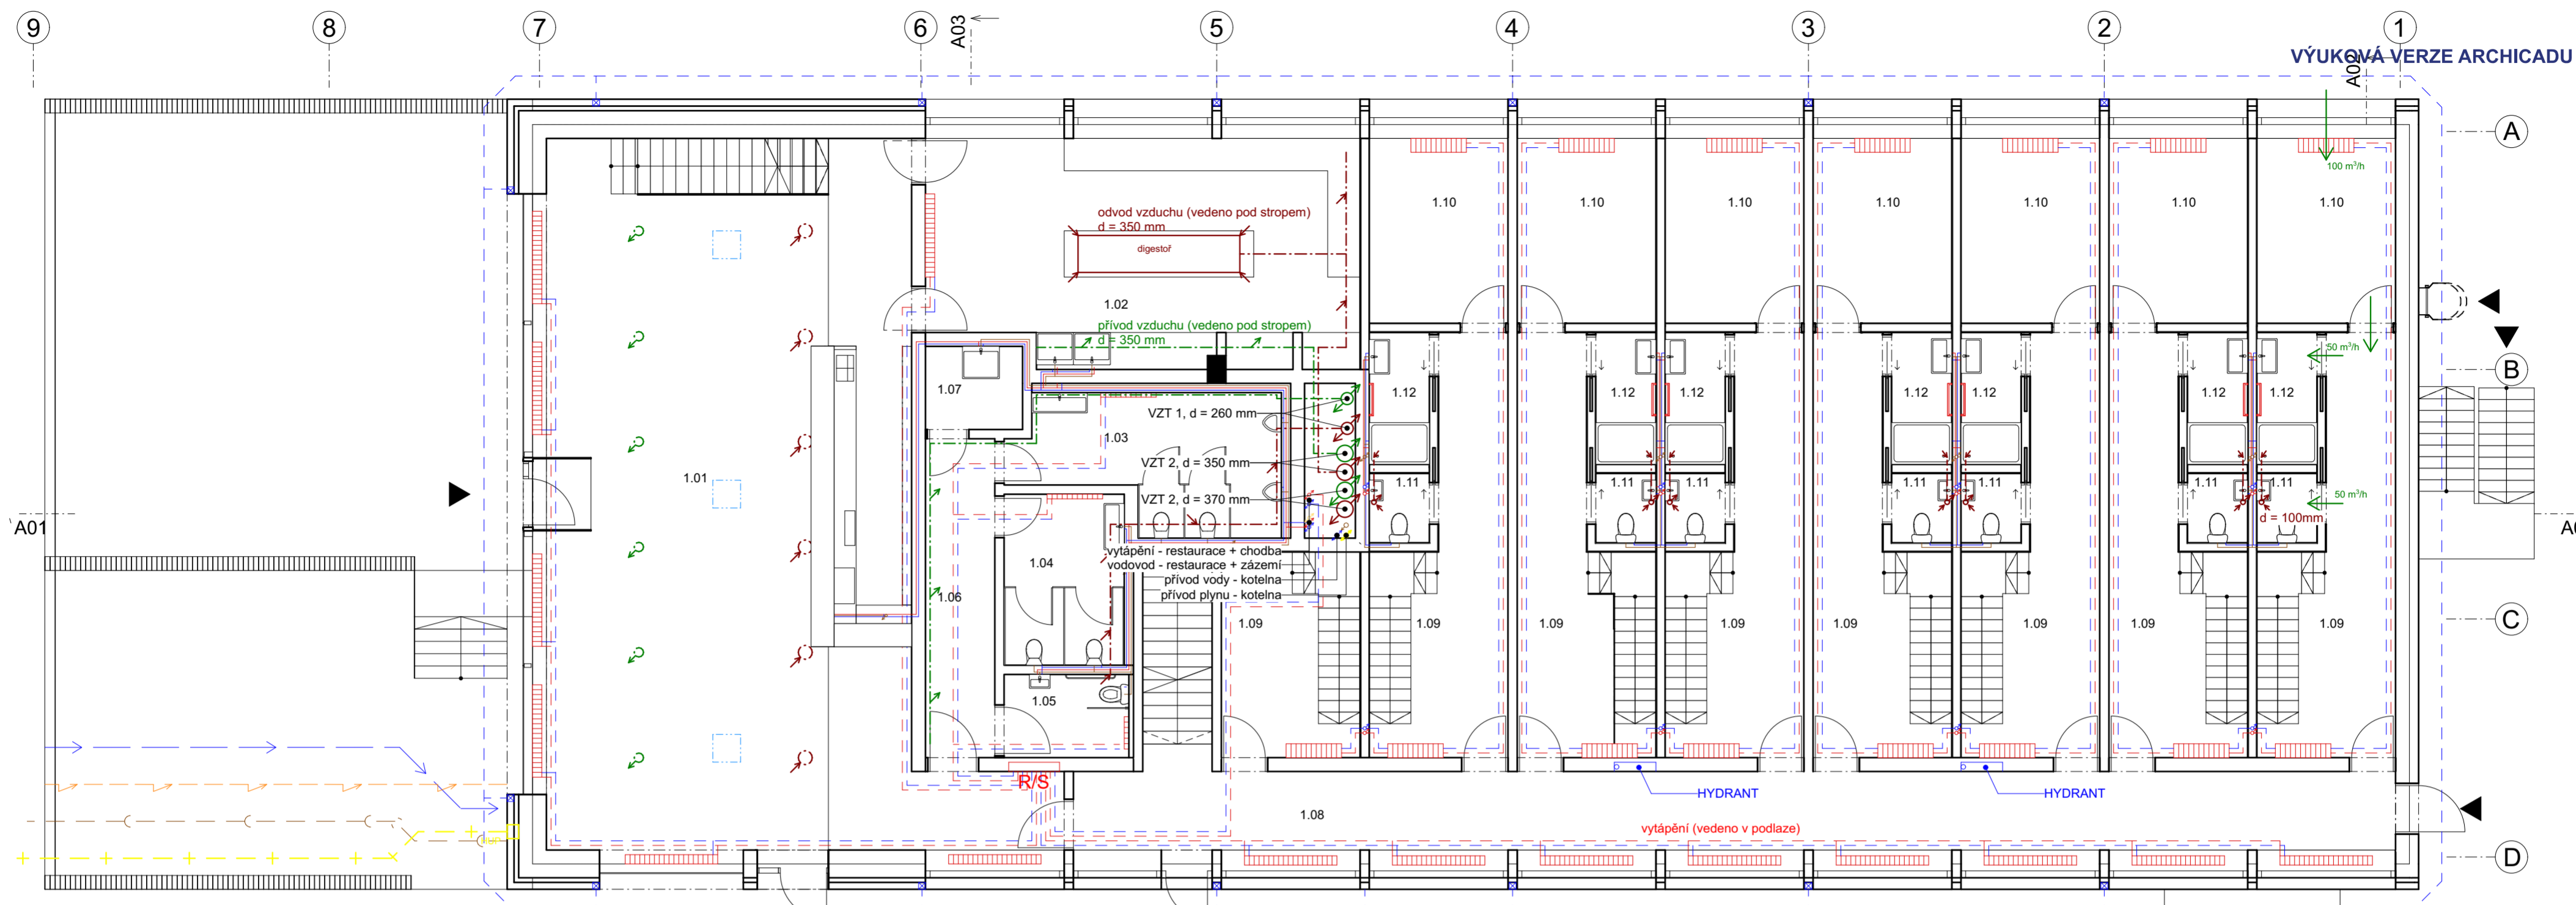 9
8
7
6
A03
5
4
3
2
1
VÝUKOVÁ VERZE ARCHICADU
A02
A
100 m³/h
1.10
1.10
1.10
1.10
1.10
1.10
1.10
odvod vzduchu (vedeno pod stropem)
d = 350 mm
digestoř
1.02
přívod vzduchu (vedeno pod stropem)
d = 350 mm
50 m³/h
B
1.07
1.12
1.12
1.12
1.12
1.12
1.12
1.12
VZT 1, d = 260 mm
1.03
VZT 2, d = 350 mm
1.01
1.11
1.11
1.11
1.11
1.11
1.11
1.11
VZT 2, d = 370 mm
50 m³/h
d = 100mm
A01
vytápění - restaurace + chodba
vodovod - restaurace + zázemí
přívod vody - kotelna
přívod plynu - kotelna
1.04
1.06
1.09
1.09
1.09
1.09
1.09
1.09
1.09
1.09
C
1.05
R/S
HYDRANT
HYDRANT
1.08
vytápění (vedeno v podlaze)
D